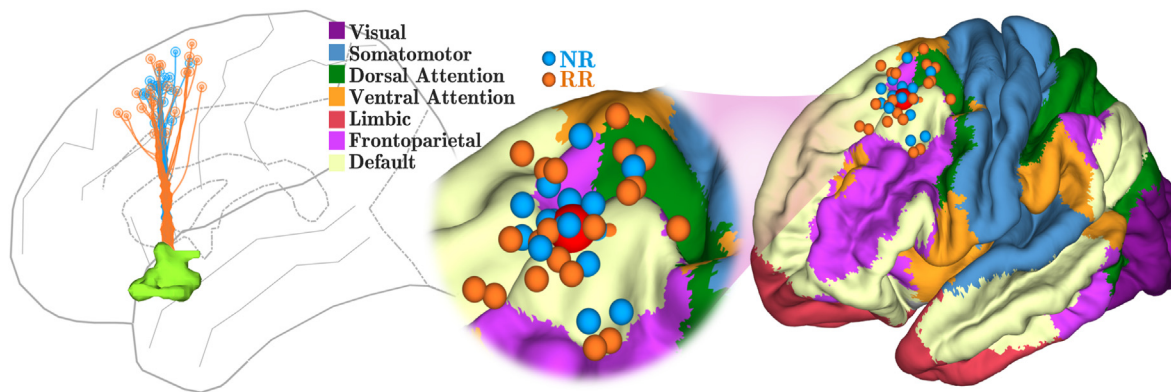 Visual
Somatomotor
Dorsal Attention
Ventral Attention
Limbic
Frontoparietal
Default
NR
RR